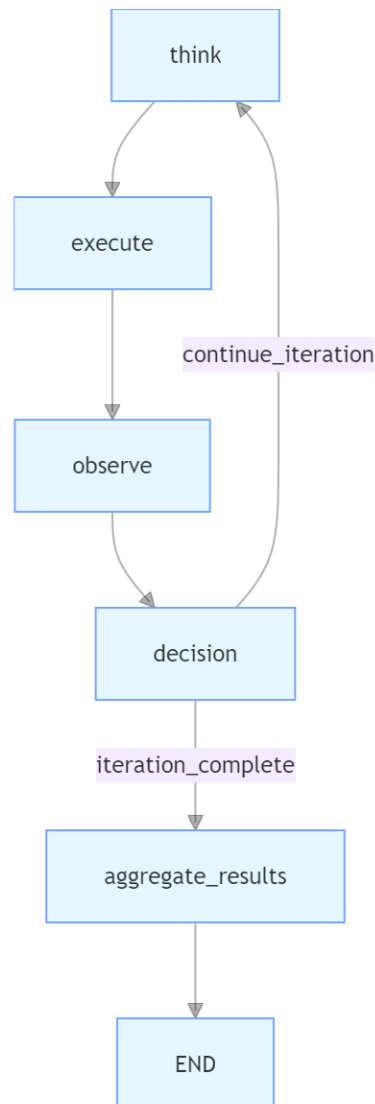 think
execute
continue_iteration
observe
decision
iteration_complete
aggregate_results
END